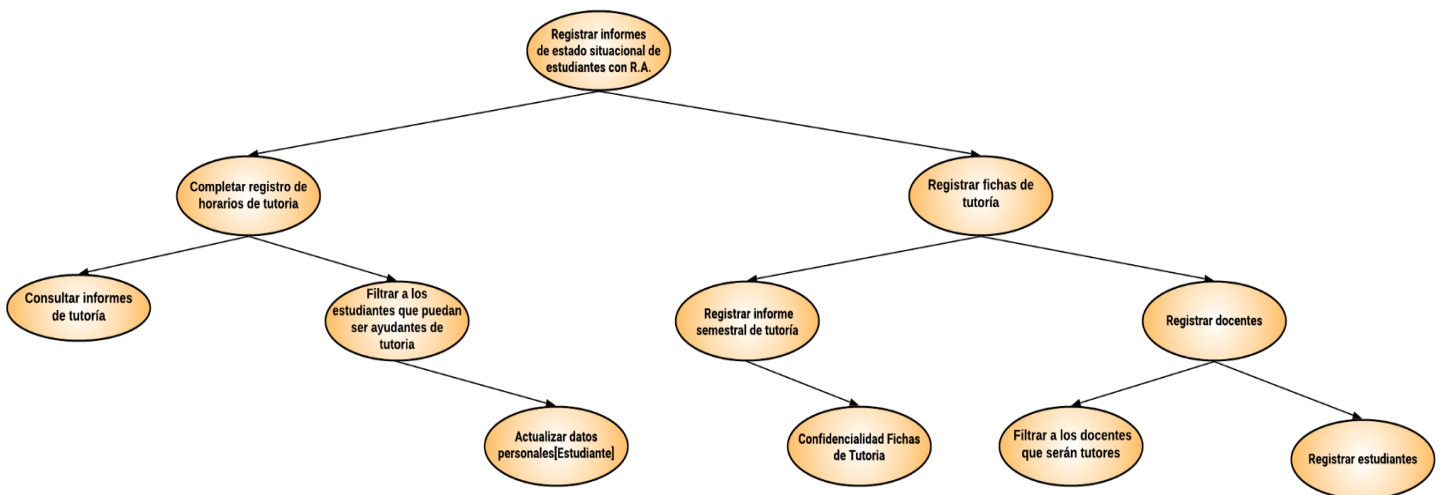 Registrar informes
de estado situacional de
estudiantes con R.A.
Completar registro de
horarios de tutoria
Registrar fichas de
tutoría
Consultar informes
de tutoría
Filtrar a los
estudiantes que puedan
ser ayudantes de
tutoria
Registrar informe
semestral de tutoría
Registrar docentes
Actualizar datos
personales[Estudiante]
Confidencialidad Fichas
de Tutoria
Filtrar a los docentes
que serán tutores
Registrar estudiantes